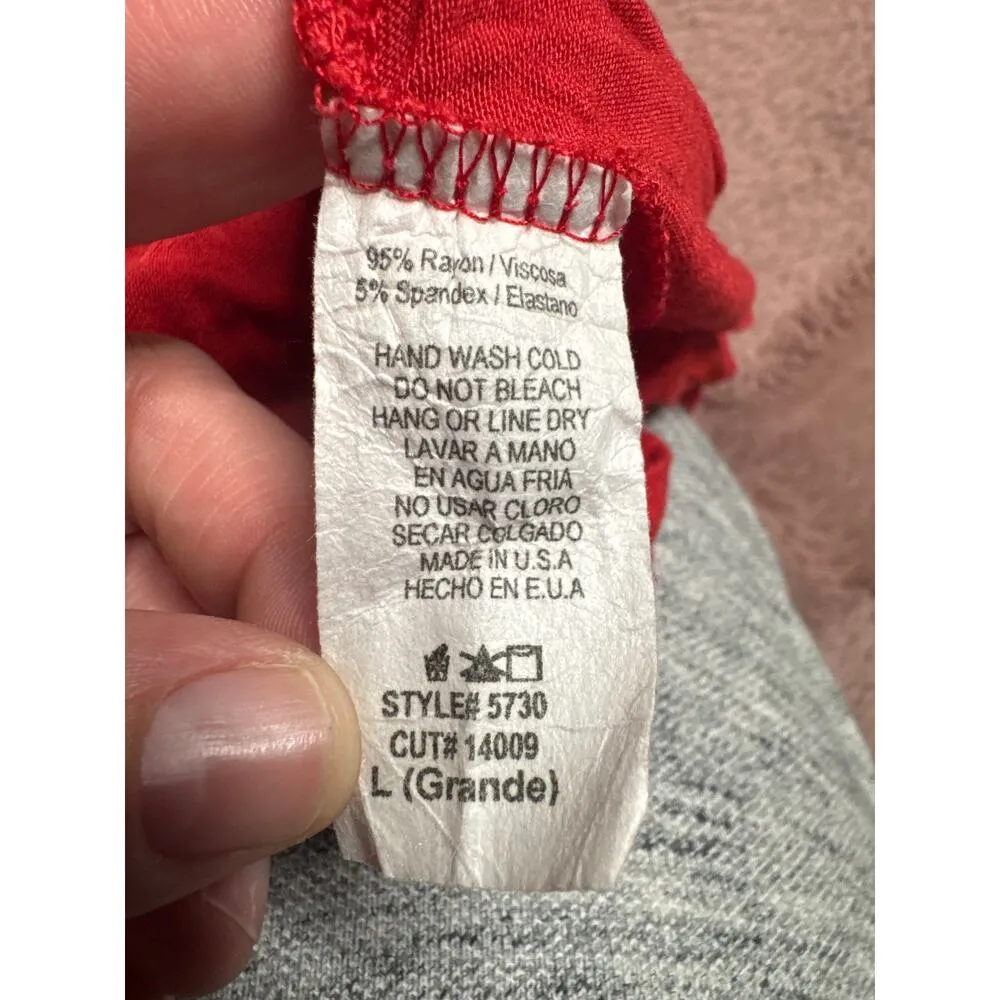 95% Rayon / Viscosa
5% Spandex / Elastano
HAND WASH COLD
DO NOT BLEACH
HANG OR LINE DRY
LAVAR A MANO
EN AGUA FRIA
NO USAR CLORO
SECAR COLGADO
MADE IN U.S.A
HECHO EN E.U.A
STYLE# 5730
CUT# 14009
L (Grande)